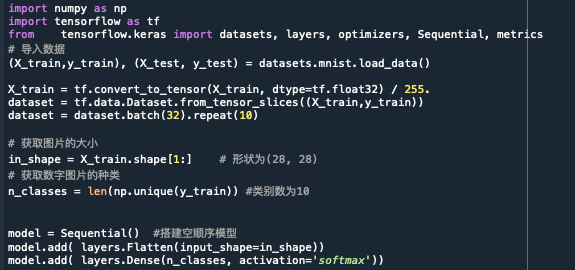 import numpy as np
import tensorflow as tf
from    tensorflow.keras import datasets, layers, optimizers, Sequential, metrics
# 导入数据
(X_train,y_train), (X_test, y_test) = datasets.mnist.load_data()
X_train = tf.convert_to_tensor(X_train, dtype=tf.float32) / 255.
dataset = tf.data.Dataset.from_tensor_slices((X_train,y_train))
dataset = dataset.batch(32).repeat(10)
# 获取图片的大小
in_shape = X_train.shape[1:]    # 形状为(28, 28)
# 获取数字图片的种类
n_classes = len(np.unique(y_train)) #类别数为10
model = Sequential()  #搭建空顺序模型
model.add( layers.Flatten(input_shape=in_shape))
model.add( layers.Dense(n_classes, activation='softmax'))